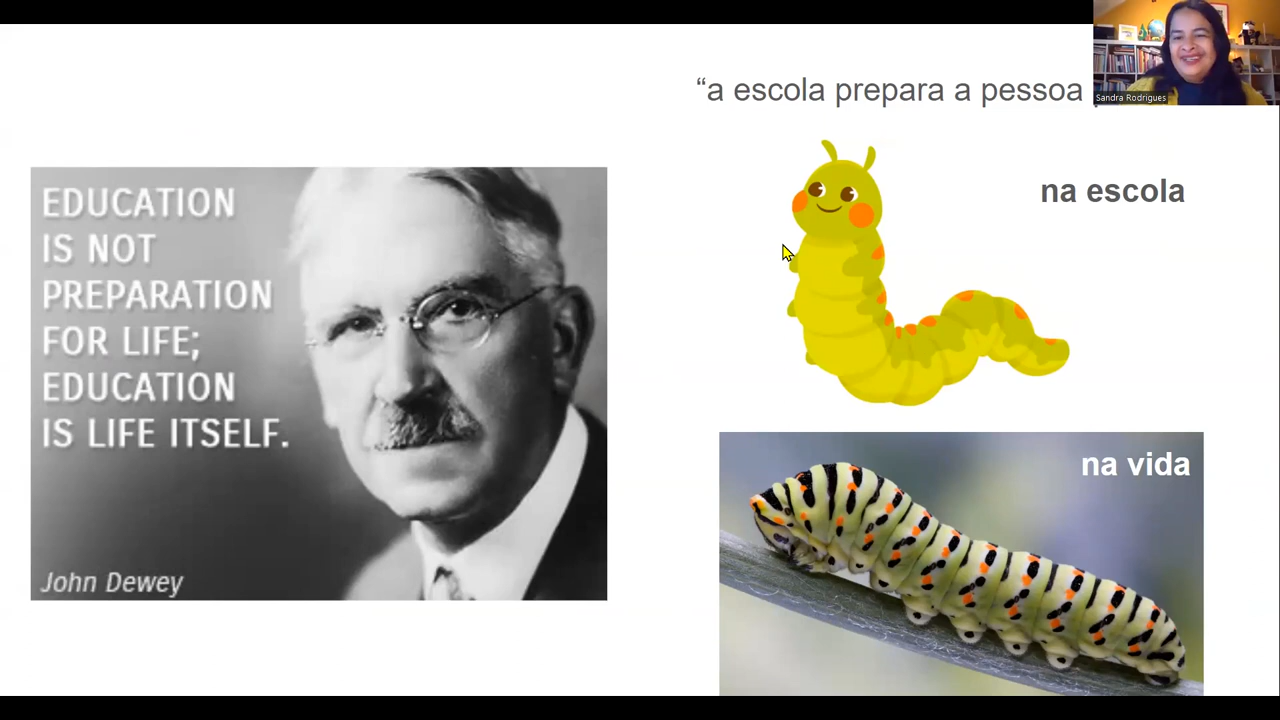 “a escola prepara a pessoa
Sandra Rodrigues
EDUCATION
IS NOT
PREPARATION
FOR LIFE;
EDUCATION
IS LIFE ITSELF.
John Dewey
na escola
na vida